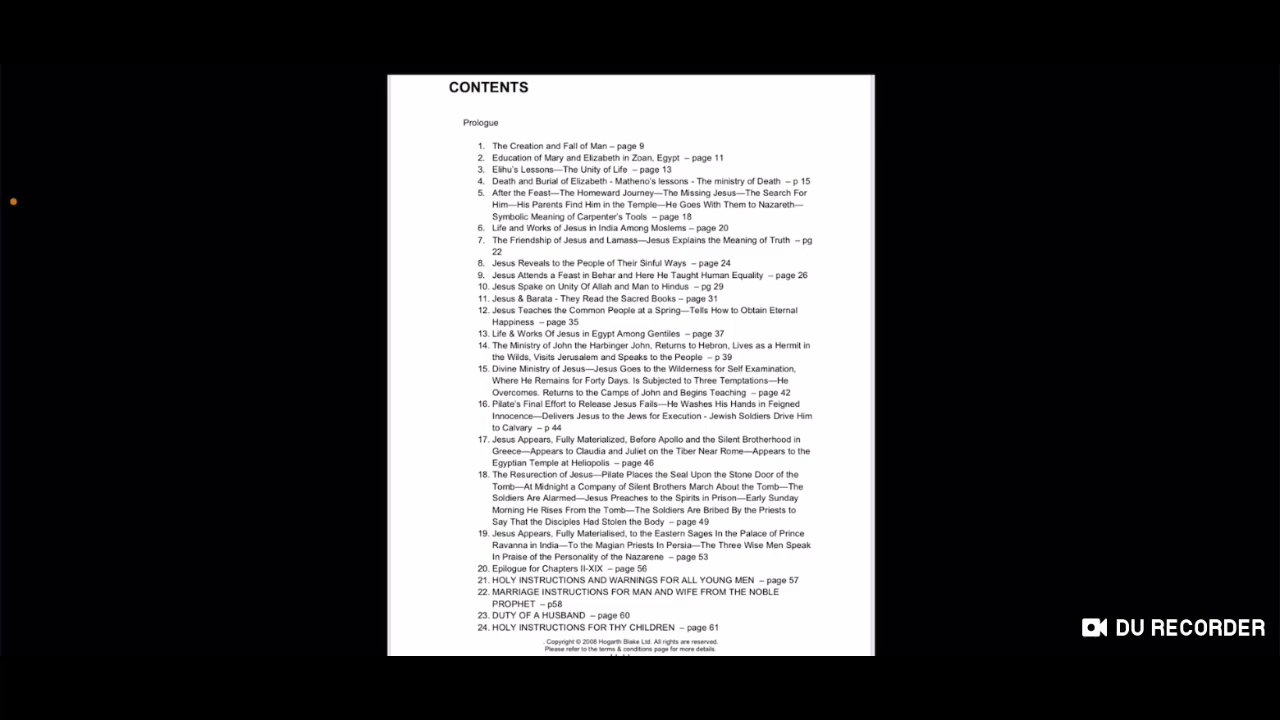 CONTENTS
Prologue
1. The Creation and Fall of Man – page 9
2. Education of Mary and Elizabeth in Zoan, Egypt – page 11
3. Elihu's Lessons—The Unity of Life – page 13
4. Death and Burial of Elizabeth - Matheno's lessons - The ministry of Death – p 15
5. After the Feast—The Homeward Journey—The Missing Jesus—The Search For
Him—His Parents Find Him in the Temple—He Goes With Them to Nazareth—
Symbolic Meaning of Carpenter's Tools – page 18
6. Life and Works of Jesus in India Among Moslems – page 20
7. The Friendship of Jesus and Lamass—Jesus Explains the Meaning of Truth – pg
22
8. Jesus Reveals to the People of Their Sinful Ways – page 24
9. Jesus Attends a Feast in Behar and Here He Taught Human Equality – page 26
10. Jesus Spake on Unity Of Allah and Man to Hindus – pg 29
11. Jesus & Barata - They Read the Sacred Books – page 31
12. Jesus Teaches the Common People at a Spring—Tells How to Obtain Eternal
Happiness – page 35
13. Life & Works Of Jesus in Egypt Among Gentiles – page 37
14. The Ministry of John the Harbinger John, Returns to Hebron, Lives as a Hermit in
the Wilds, Visits Jerusalem and Speaks to the People – p 39
15. Divine Ministry of Jesus—Jesus Goes to the Wilderness for Self Examination,
Where He Remains for Forty Days. Is Subjected to Three Temptations—He
Overcomes. Returns to the Camps of John and Begins Teaching – page 42
16. Pilate's Final Effort to Release Jesus Fails—He Washes His Hands in Feigned
Innocence—Delivers Jesus to the Jews for Execution - Jewish Soldiers Drive Him
to Calvary – p 44
17. Jesus Appears, Fully Materialized, Before Apollo and the Silent Brotherhood in
Greece—Appears to Claudia and Juliet on the Tiber Near Rome—Appears to the
Egyptian Temple at Heliopolis – page 46
18. The Resurection of Jesus—Pilate Places the Seal Upon the Stone Door of the
Tomb—At Midnight a Company of Silent Brothers March About the Tomb—The
Soldiers Are Alarmed—Jesus Preaches to the Spirits in Prison—Early Sunday
Morning He Rises From the Tomb—The Soldiers Are Bribed By the Priests to
Say That the Disciples Had Stolen the Body – page 49
19. Jesus Appears, Fully Materialised, to the Eastern Sages In the Palace of Prince
Ravanna in India—To the Magian Priests In Persia—The Three Wise Men Speak
In Praise of the Personality of the Nazarene – page 53
20. Epilogue for Chapters II-XIX – page 56
21. HOLY INSTRUCTIONS AND WARNINGS FOR ALL YOUNG MEN – page 57
22. MARRIAGE INSTRUCTIONS FOR MAN AND WIFE FROM THE NOBLE
PROPHET – p58
23. DUTY OF A HUSBAND – page 60
24. HOLY INSTRUCTIONS FOR THY CHILDREN – page 61
. Copyright © 2008 Hogarth Blake Ltd. All rights are reserved.
Please refer to the terms & conditions page for more details.
DU RECORDER